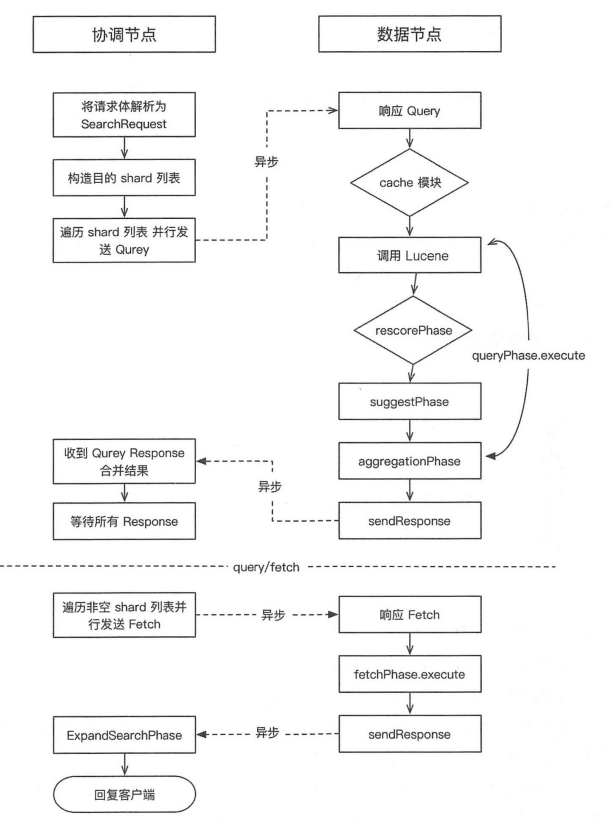 协调节点
数据节点
将请求体解析为
SearchRequest
构造目的 shard 列表
遍历 shard 列表 并行发
送 Qurey
异步
响应 Query
cache 模块
调用 Lucene
rescorePhase
queryPhase.execute
suggestPhase
aggregationPhase
sendResponse
异步
收到 Qurey Response
合并结果
等待所有 Response
query/fetch
遍历非空 shard 列表并
行发送 Fetch
异步
响应 Fetch
fetchPhase.execute
sendResponse
异步
ExpandSearchPhase
回复客户端